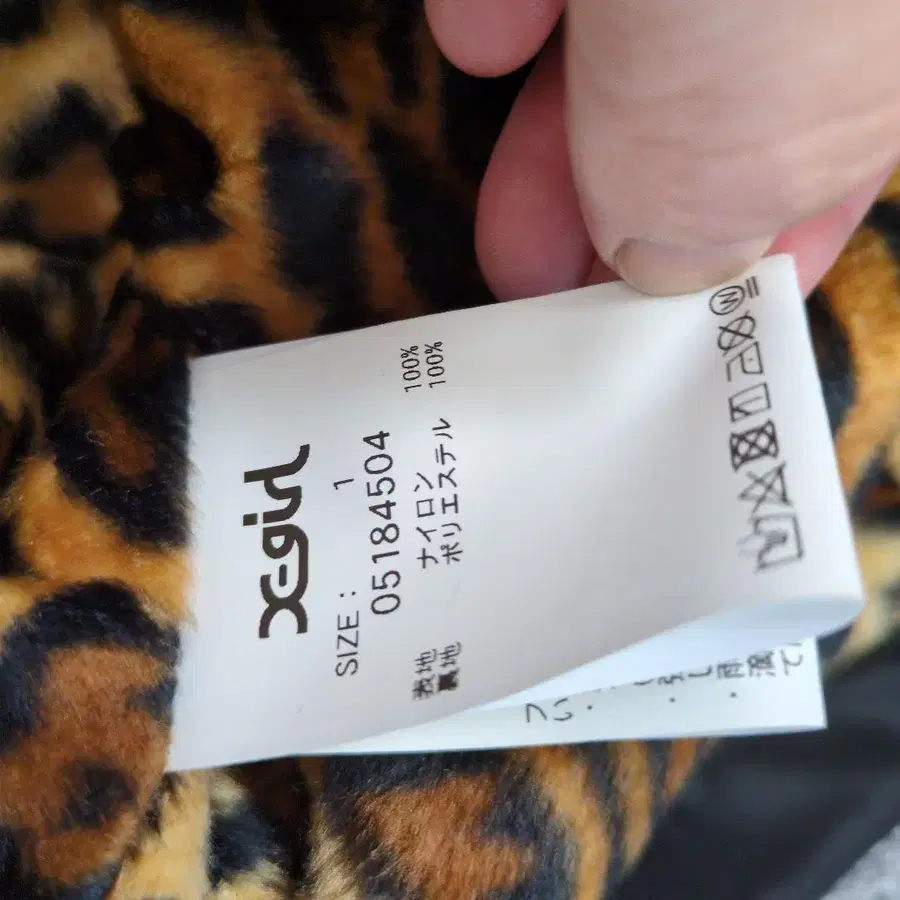 X-girl
SIZE: 1
05184504
表地 ナイロン 100%
裏地 ポリエステル 100%
W